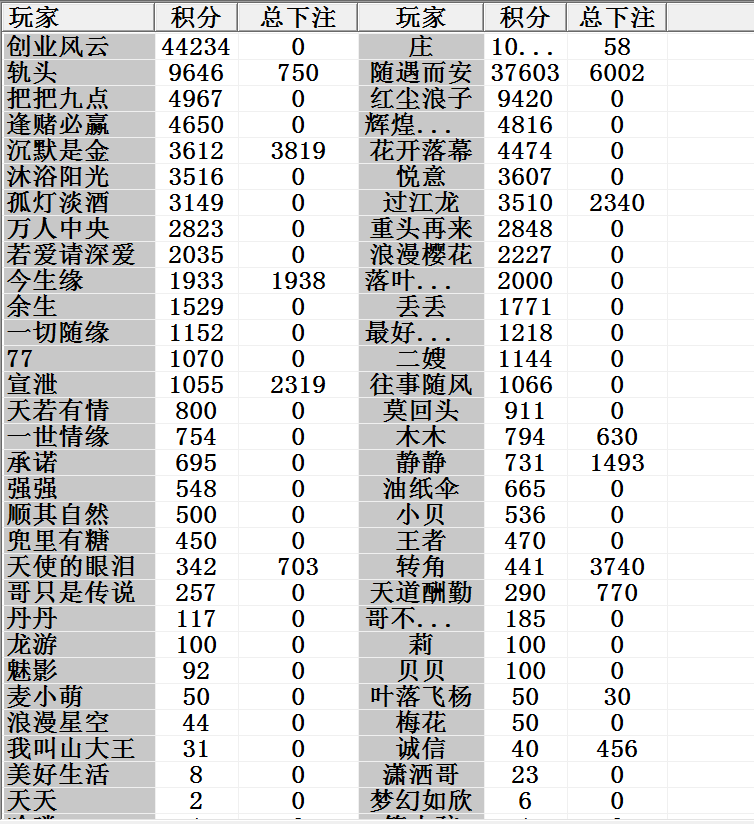 玩家 积分 总下注 玩家 积分 总下注
创业风云 44234 0 庄 10... 58
轨头 9646 750 随遇而安 37603 6002
把把九点 4967 0 红尘浪子 9420 0
逢赌必赢 4650 0 辉煌... 4816 0
沉默是金 3612 3819 花开落幕 4474 0
沐浴阳光 3516 0 悦意 3607 0
孤灯淡酒 3149 0 过江龙 3510 2340
万人中央 2823 0 重头再来 2848 0
若爱请深爱 2035 0 浪漫樱花 2227 0
今生缘 1933 1938 落叶... 2000 0
余生 1529 0 丢丢 1771 0
一切随缘 1152 0 最好... 1218 0
77 1070 0 二嫂 1144 0
宣泄 1055 2319 往事随风 1066 0
天若有情 800 0 莫回头 911 0
一世情缘 754 0 木木 794 630
承诺 695 0 静静 731 1493
强强 548 0 油纸伞 665 0
顺其自然 500 0 小贝 536 0
兜里有糖 450 0 王者 470 0
天使的眼泪 342 703 转角 441 3740
哥只是传说 257 0 天道酬勤 290 770
丹丹 117 0 哥不... 185 0
龙游 100 0 莉 100 0
魅影 92 0 贝贝 100 0
麦小萌 50 0 叶落飞杨 50 30
浪漫星空 44 0 梅花 50 0
我叫山大王 31 0 诚信 40 456
美好生活 8 0 潇洒哥 23 0
天天 2 0 梦幻如欣 6 0